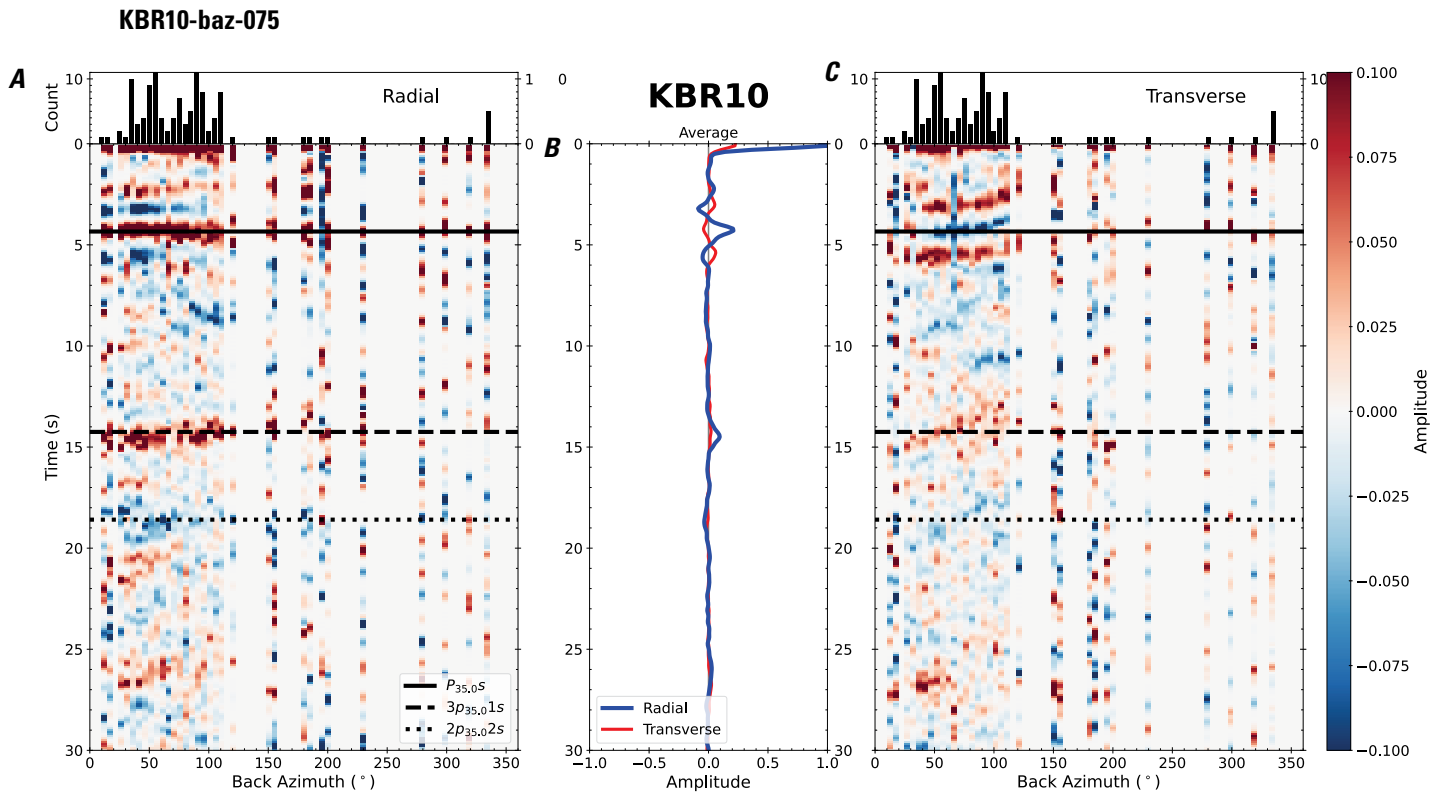 KBR10-baz-075
A
10
0
Count
Radial
1
0
0
KBR10
Average
B
C
10
0
Count
Transverse
10
0
0.100
0.075
0.050
0.025
0.000
−0.025
−0.050
−0.075
−0.100
Amplitude
0
5
10
15
20
25
30
Time (s)
P35.0s
3p35.01s
2p35.02s
0 50 100 150 200 250 300 350
Back Azimuth (°)
0
5
10
15
20
25
30
Radial
Transverse
−1.0 −0.5 0.0 0.5 1.0
Amplitude
0
5
10
15
20
25
30
0 50 100 150 200 250 300 350
Back Azimuth (°)